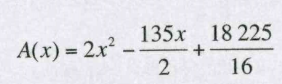 A(x) = 2x² − 135x/2 + 18 225/16